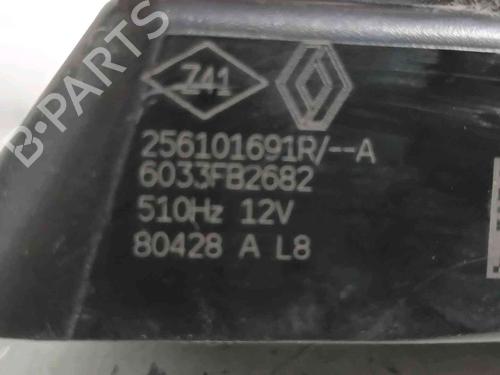 Z41
256101691R/--A
6033FB2682
510Hz 12V
80428 A L8
B-PARTS